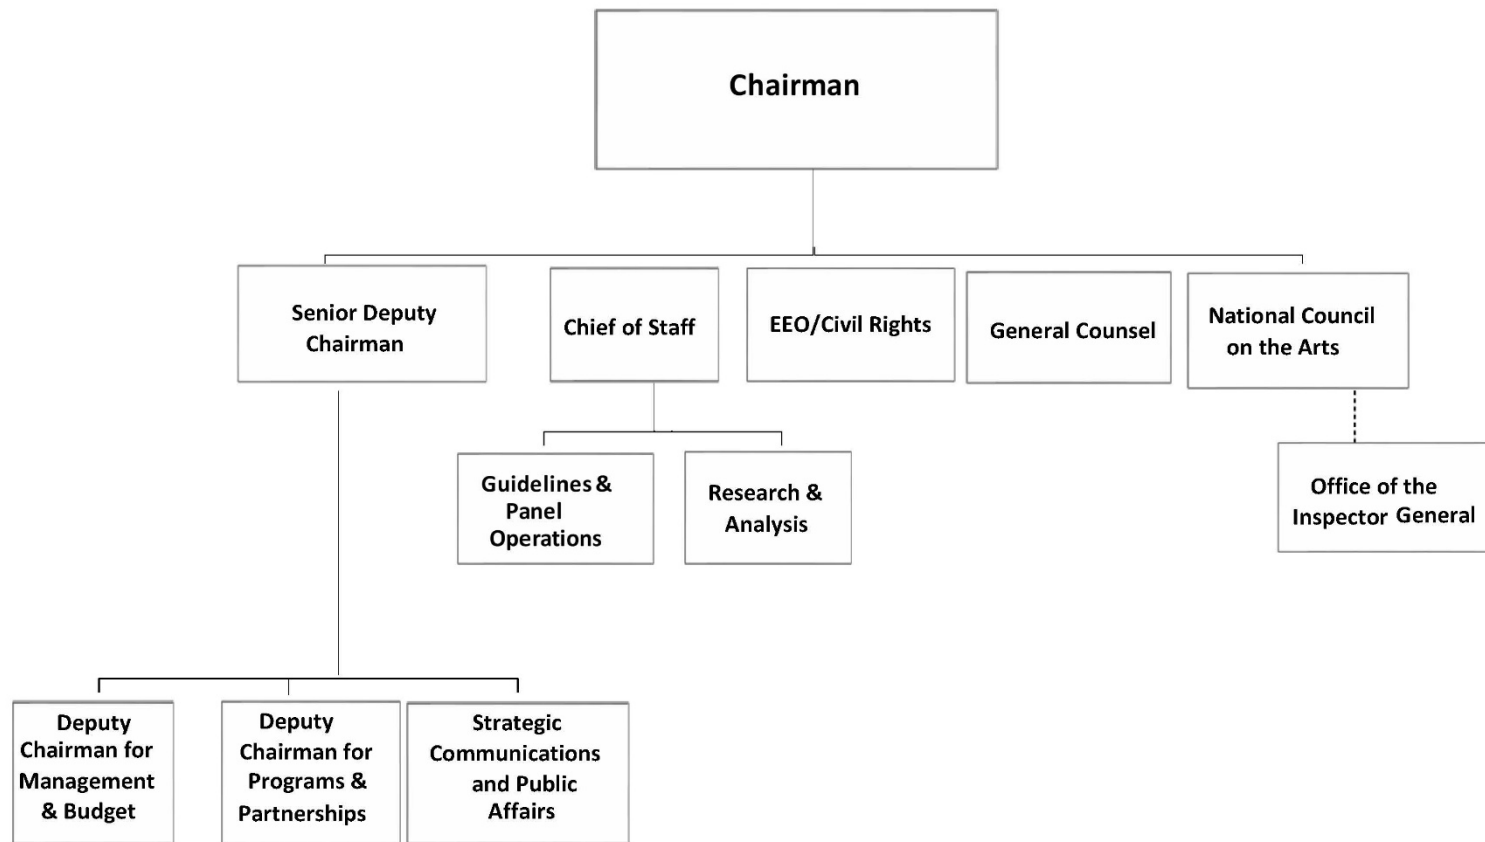 Chairman
Senior Deputy
Chairman
Chief of Staff
EEO/Civil Rights
General Counsel
National Council
on the Arts
Guidelines &
Panel
Operations
Research &
Analysis
Office of the
Inspector General
Deputy
Chairman for
Management
& Budget
Deputy
Chairman for
Programs &
Partnerships
Strategic
Communications
and Public
Affairs